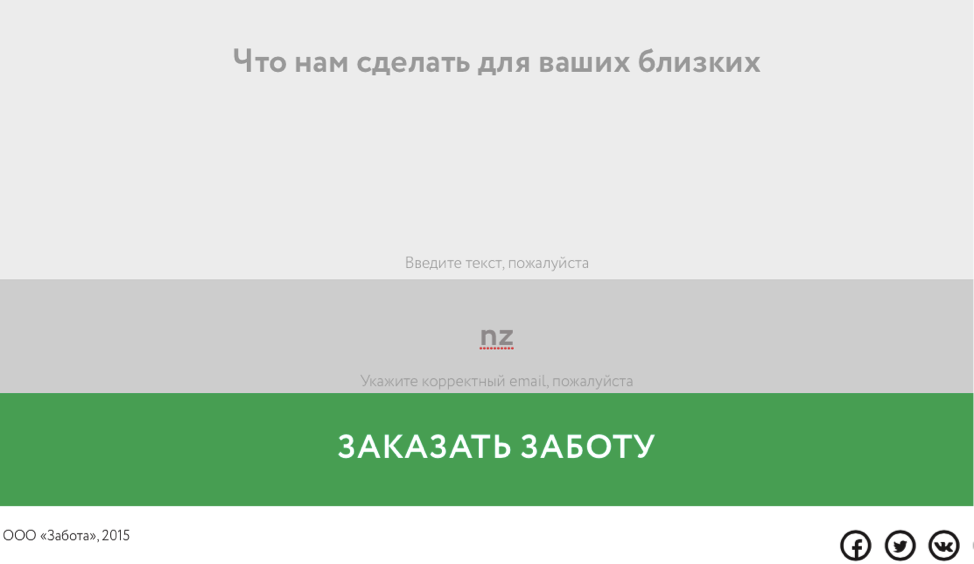 Что нам сделать для ваших близких
Введите текст, пожалуйста
nz
Укажите корректный email, пожалуйста
ЗАКАЗАТЬ ЗАБОТУ
ООО «Забота», 2015